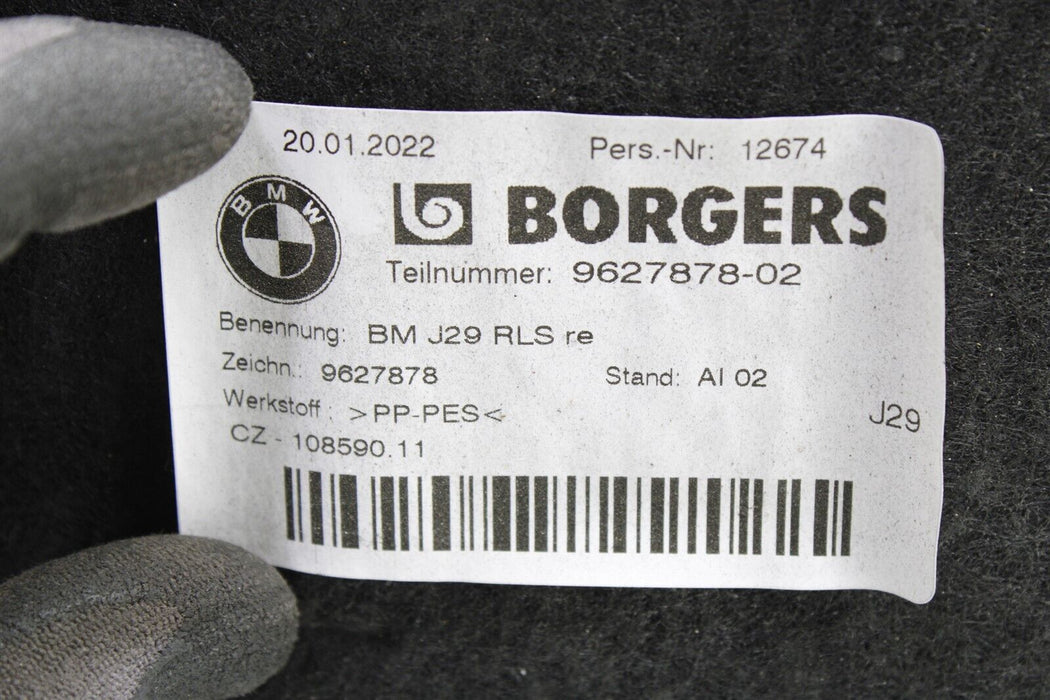 20.01.2022 Pers.-Nr: 12674
BMW
BORGERS
Teilnummer: 9627878-02
Benennung: BM J29 RLS re
Zeichn.: 9627878 Stand: AI 02
Werkstoff : >PP-PES<
J29
CZ - 108590.11